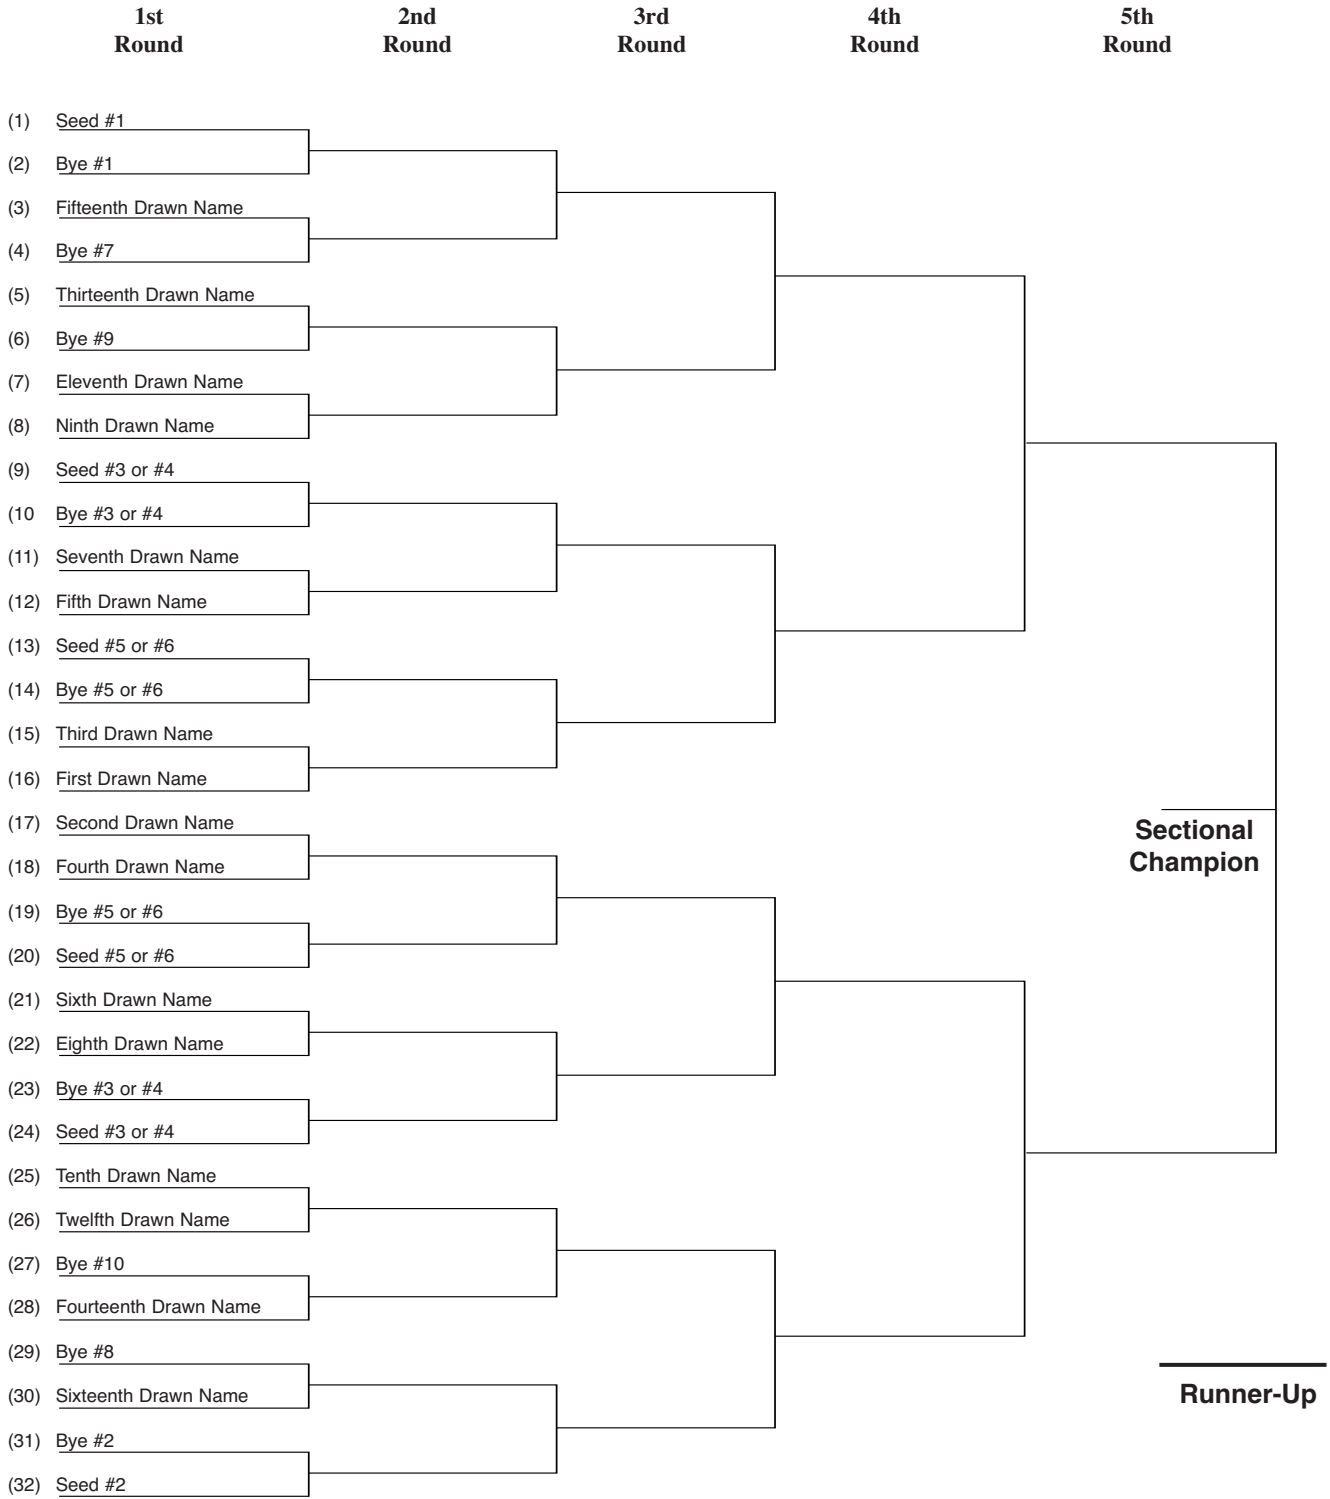 1st 2nd 3rd 4th 5th
Round Round Round Round Round
(1) Seed #1
(2) Bye #1
(3) Fifteenth Drawn Name
(4) Bye #7
(5) Thirteenth Drawn Name
(6) Bye #9
(7) Eleventh Drawn Name
(8) Ninth Drawn Name
(9) Seed #3 or #4
(10 Bye #3 or #4
(11) Seventh Drawn Name
(12) Fifth Drawn Name
(13) Seed #5 or #6
(14) Bye #5 or #6
(15) Third Drawn Name
(16) First Drawn Name
(17) Second Drawn Name
Sectional
Champion
(18) Fourth Drawn Name
(19) Bye #5 or #6
(20) Seed #5 or #6
(21) Sixth Drawn Name
(22) Eighth Drawn Name
(23) Bye #3 or #4
(24) Seed #3 or #4
(25) Tenth Drawn Name
(26) Twelfth Drawn Name
(27) Bye #10
(28) Fourteenth Drawn Name
(29) Bye #8
(30) Sixteenth Drawn Name
Runner-Up
(31) Bye #2
(32) Seed #2